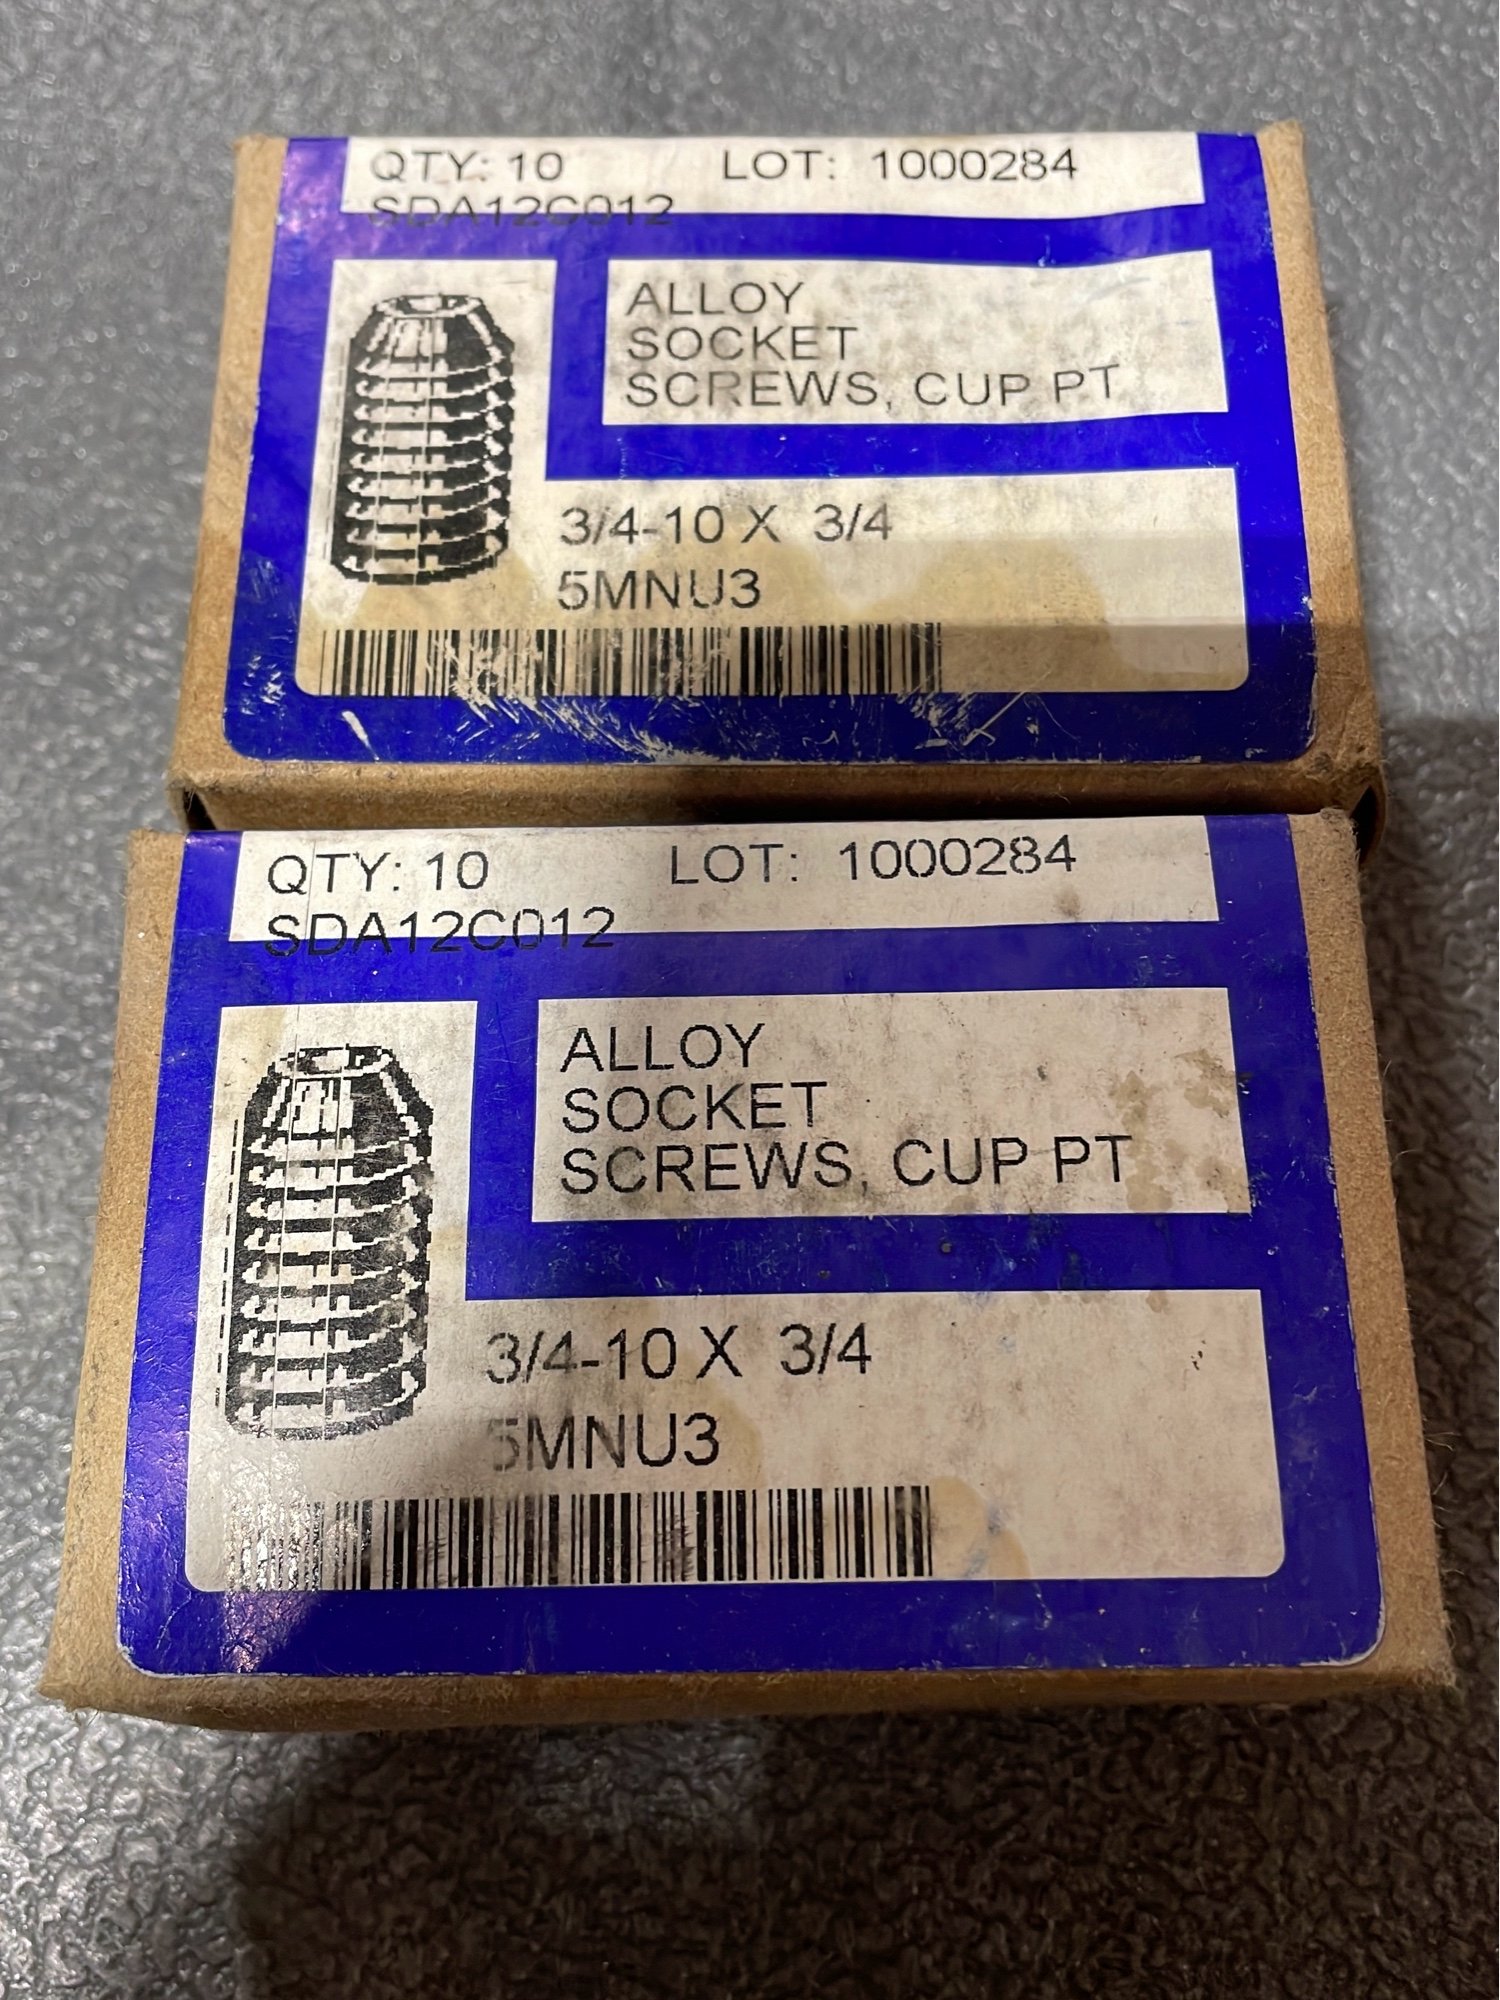 QTY: 10 LOT: 1000284
SDA12C012
ALLOY
SOCKET
SCREWS, CUP PT
3/4-10 X 3/4
5MNU3
QTY: 10 LOT: 1000284
SDA12C012
ALLOY
SOCKET
SCREWS, CUP PT
3/4-10 X 3/4
5MNU3